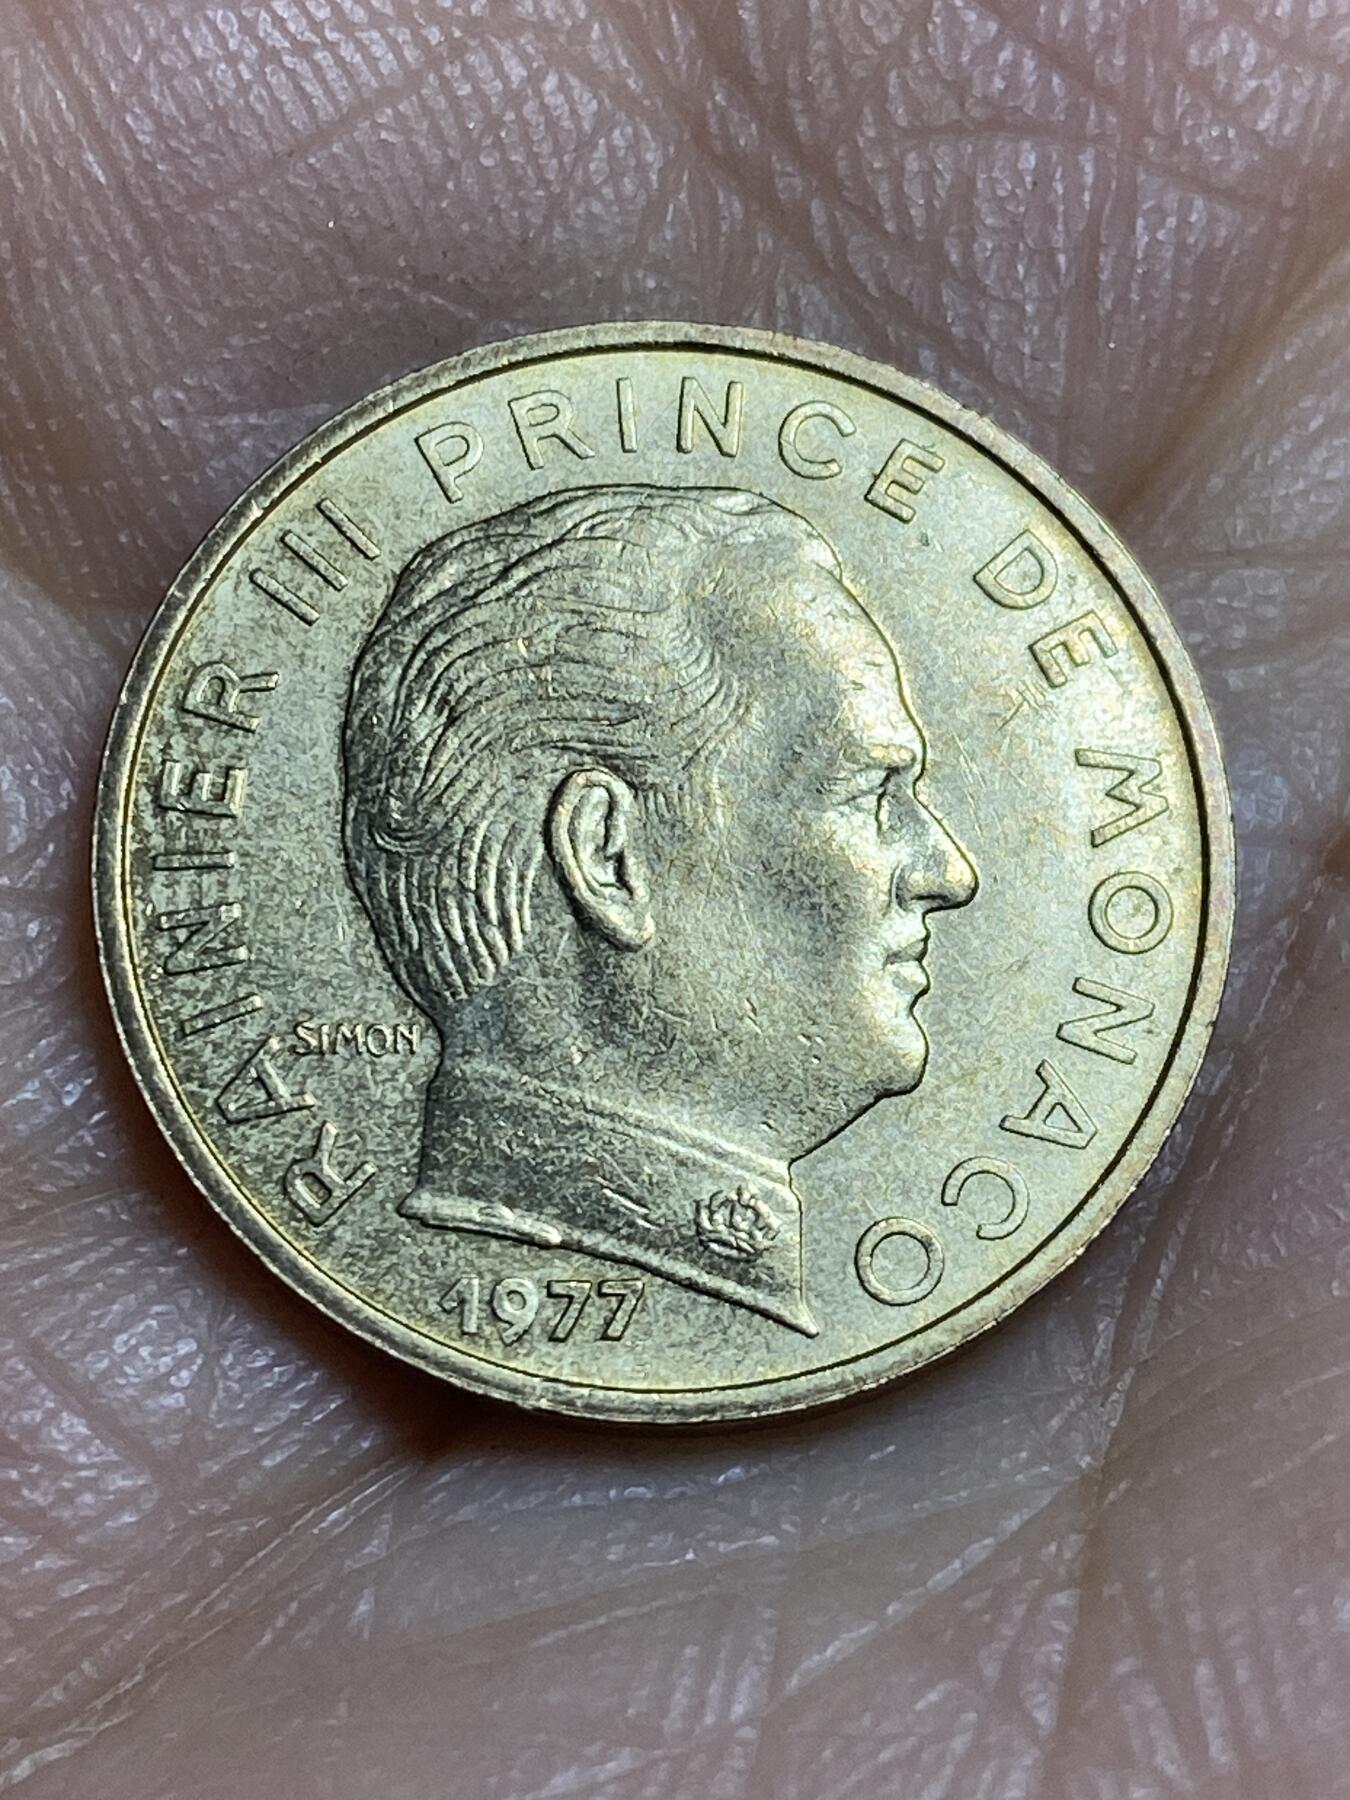 RAINIER III PRINCE DE MONACO
SIMON
1977